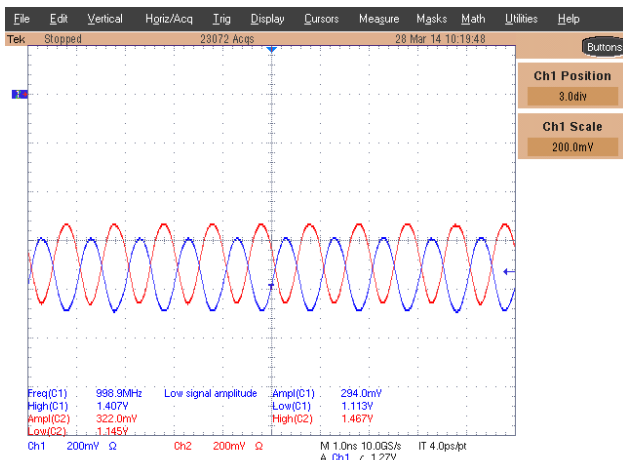 File Edit Vertical Horiz/Acq Trig Display Cursors Measure Masks Math Utilities Help
Tek Stopped 23072 Acqs 28 Mar 14 10:19:48
Buttons
Ch1 Position
3.0div
Ch1 Scale
200.0mV
Freq(C1) 998.9MHz Low signal amplitude Ampl(C1) 294.0mV
High(C1) 1.407V Low(C1) 1.113V
Ampl(C2) 322.0mV High(C2) 1.467V
Low(C2) 1.145V
Ch1 200mV Ω Ch2 200mV Ω M 1.0ns 10.0GS/s IT 4.0ps/pt
A Ch1 1.27V